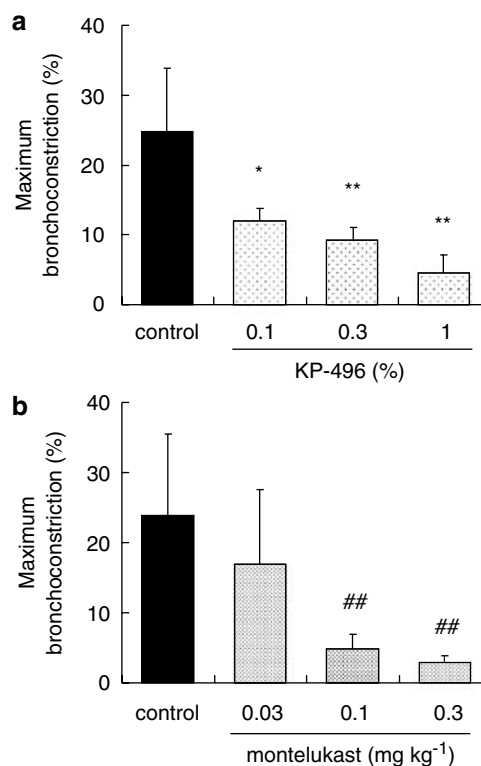 a
40
30
20
10
0
Maximum
bronchoconstriction (%)
*
**
**
control 0.1 0.3 1
KP-496 (%)
b
40
30
20
10
0
Maximum
bronchoconstriction (%)
##
##
control 0.03 0.1 0.3
montelukast (mg kg⁻¹)